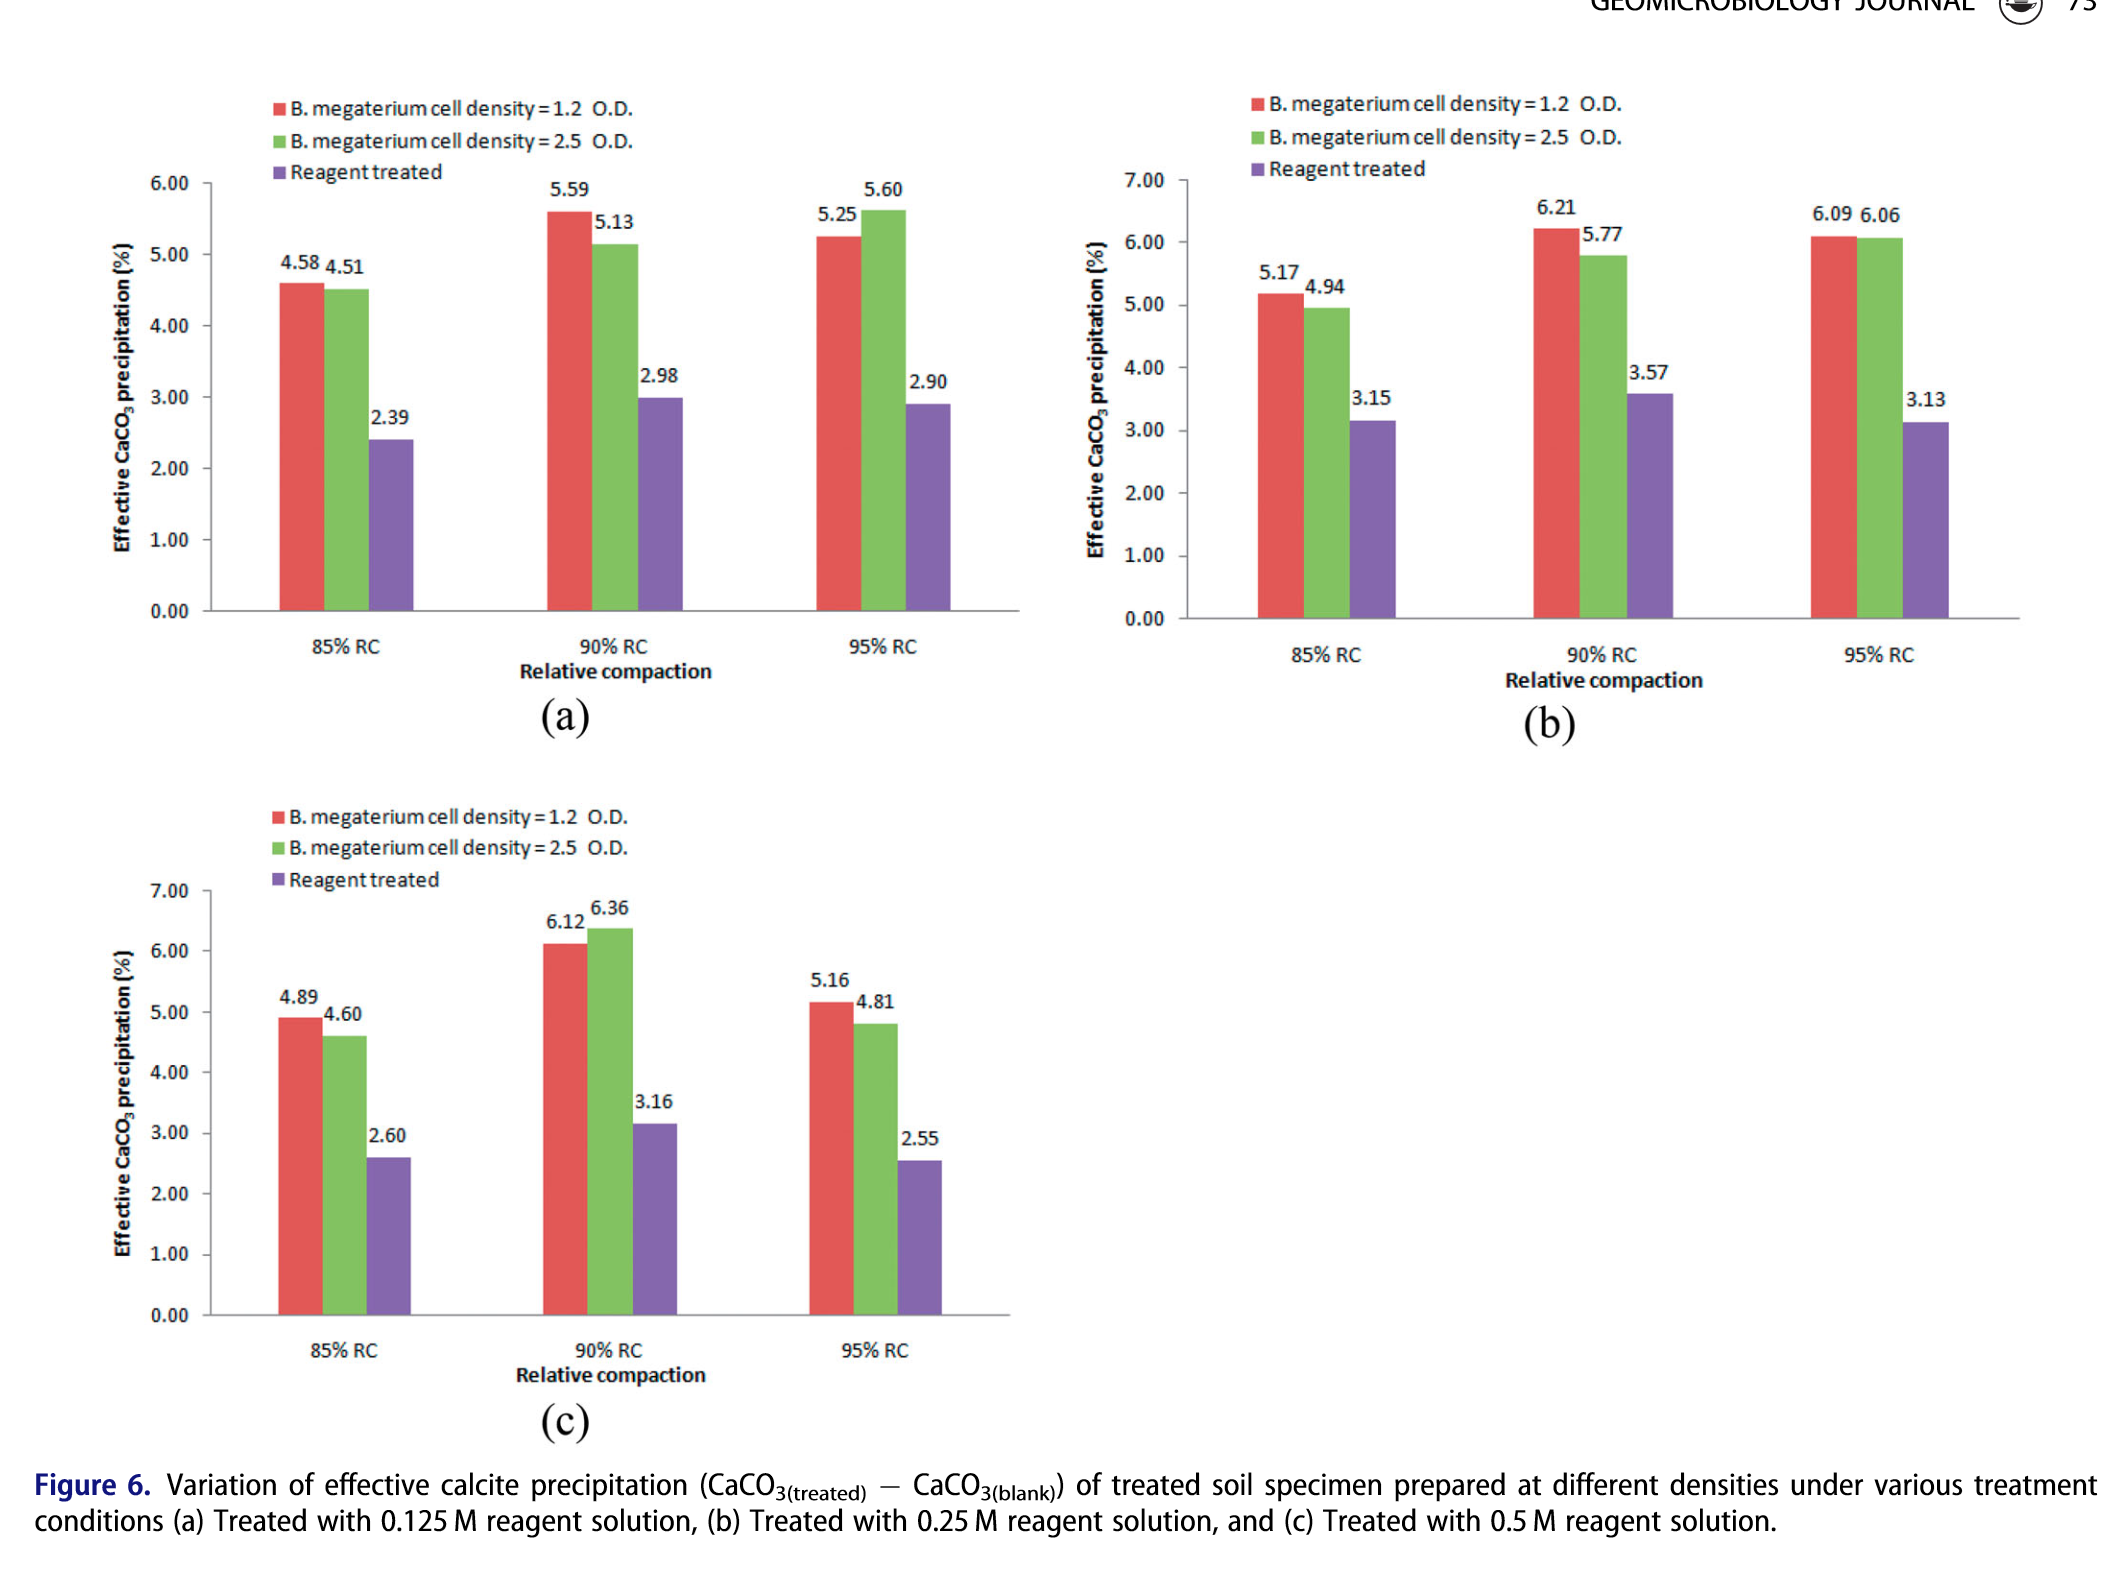 GEOMICROBIOLOGY JOURNAL 73
B. megaterium cell density = 1.2 O.D.
B. megaterium cell density = 2.5 O.D.
Reagent treated
Effective CaCO3 precipitation (%)
6.00
5.00
4.00
3.00
2.00
1.00
0.00
4.58 4.51 2.39
5.59 5.13 2.98
5.25 5.60 2.90
85% RC 90% RC 95% RC
Relative compaction
(a)
B. megaterium cell density = 1.2 O.D.
B. megaterium cell density = 2.5 O.D.
Reagent treated
Effective CaCO3 precipitation (%)
7.00
6.00
5.00
4.00
3.00
2.00
1.00
0.00
5.17 4.94 3.15
6.21 5.77 3.57
6.09 6.06 3.13
85% RC 90% RC 95% RC
Relative compaction
(b)
B. megaterium cell density = 1.2 O.D.
B. megaterium cell density = 2.5 O.D.
Reagent treated
Effective CaCO3 precipitation (%)
7.00
6.00
5.00
4.00
3.00
2.00
1.00
0.00
4.89 4.60 2.60
6.12 6.36 3.16
5.16 4.81 2.55
85% RC 90% RC 95% RC
Relative compaction
(c)
Figure 6. Variation of effective calcite precipitation (CaCO3(treated) − CaCO3(blank)) of treated soil specimen prepared at different densities under various treatment
conditions (a) Treated with 0.125 M reagent solution, (b) Treated with 0.25 M reagent solution, and (c) Treated with 0.5 M reagent solution.